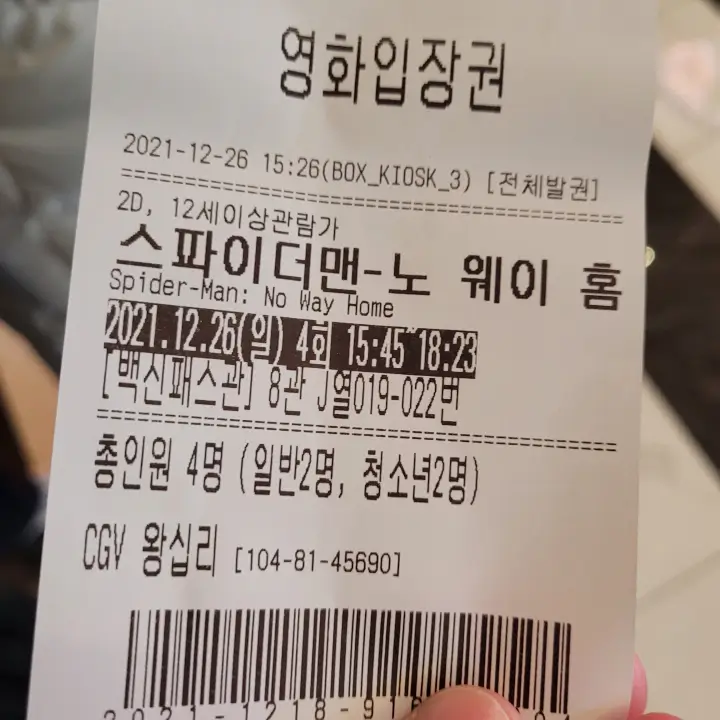 영화입장권
2021-12-26 15:26(BOX_KIOSK_3) [전체발권]
2D, 12세이상관람가
스파이더맨-노 웨이 홈
Spider-Man: No Way Home
2021.12.26(일) 4회 15:45~18:23
[백신패스관] 8관 J열019-022번
총인원 4명 (일반2명, 청소년2명)
CGV 왕십리 [104-81-45690]